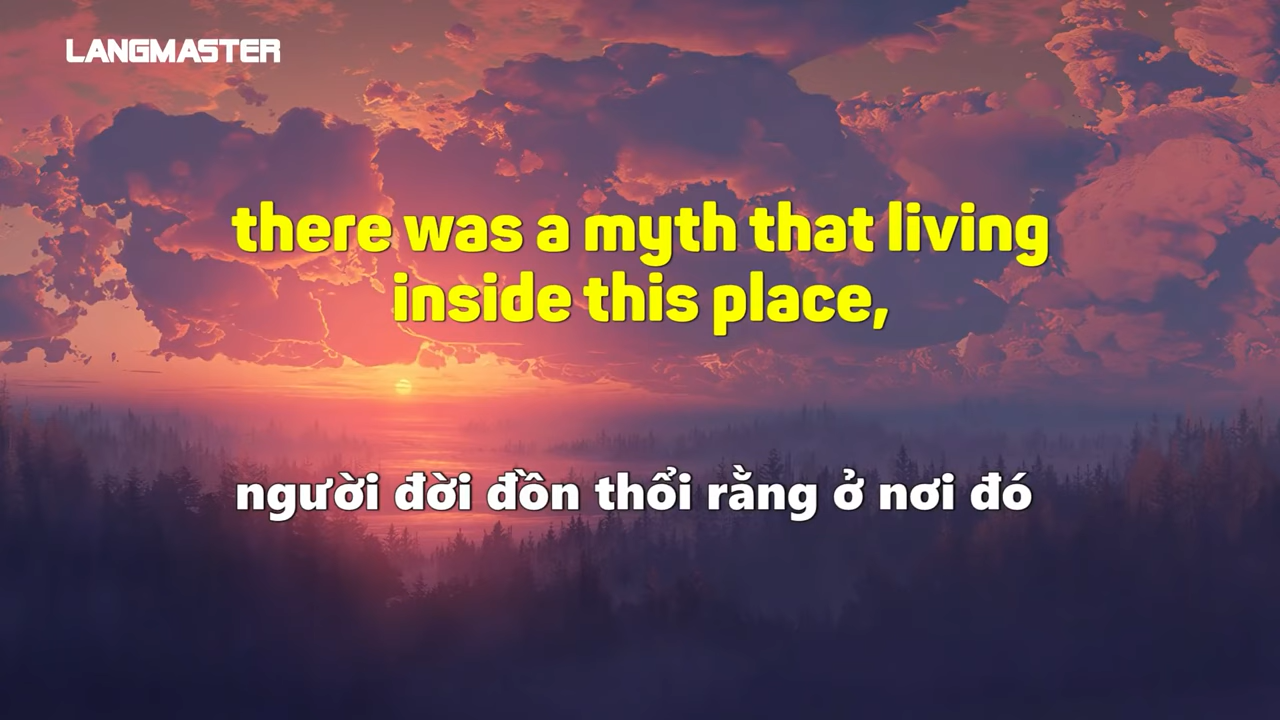 LANGMASTER
there was a myth that living
inside this place,
người đời đồn thổi rằng ở nơi đó